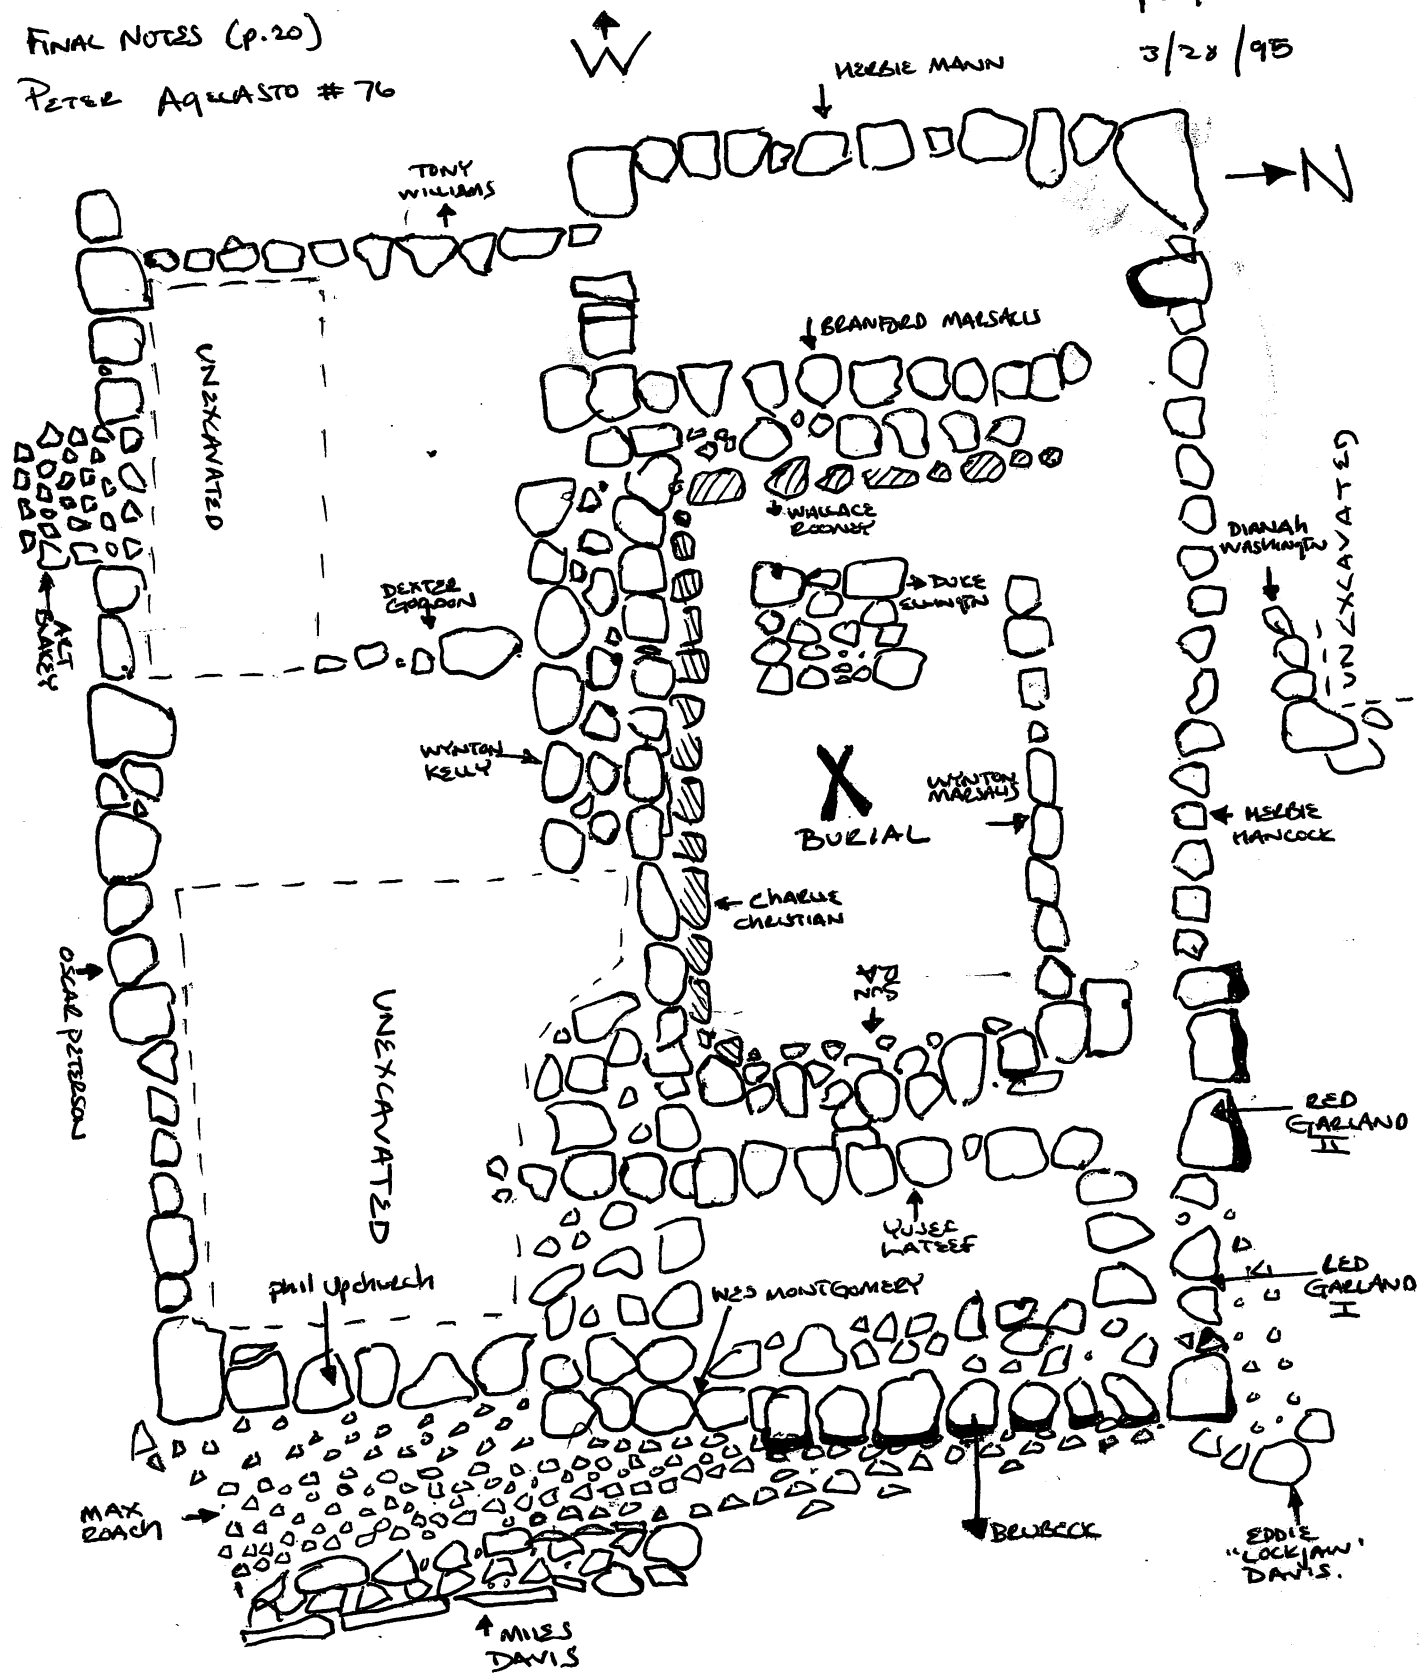 FINAL NOTES (p.20)
PETER AGELASTO # 76
W
3/28/95
HERBIE MANN
N
TONY
WILLIAMS
BRANFORD MARSALIS
UNEXCAVATED
WALLACE
ROONEY
UNEXCAVATED
DIANAH
WASHINGTN
DEXTER
GORDON
DUKE
ELLINGTN
ART
BLAKEY
WYNTON
KELLY
X
BURIAL
WYNTON
MARSALIS
HERBIE
HANCOCK
CHARLIE
CHRISTIAN
OSCAR PETERSON
SUN
RA
UNEXCAVATED
RED
GARLAND
II
YUSEF
LATEEF
Phil Upchurch
WES MONTGOMERY
RED
GARLAND
I
MAX
ROACH
BRUBECK
EDDIE
"LOCKJAW"
DAVIS.
MILES
DAVIS